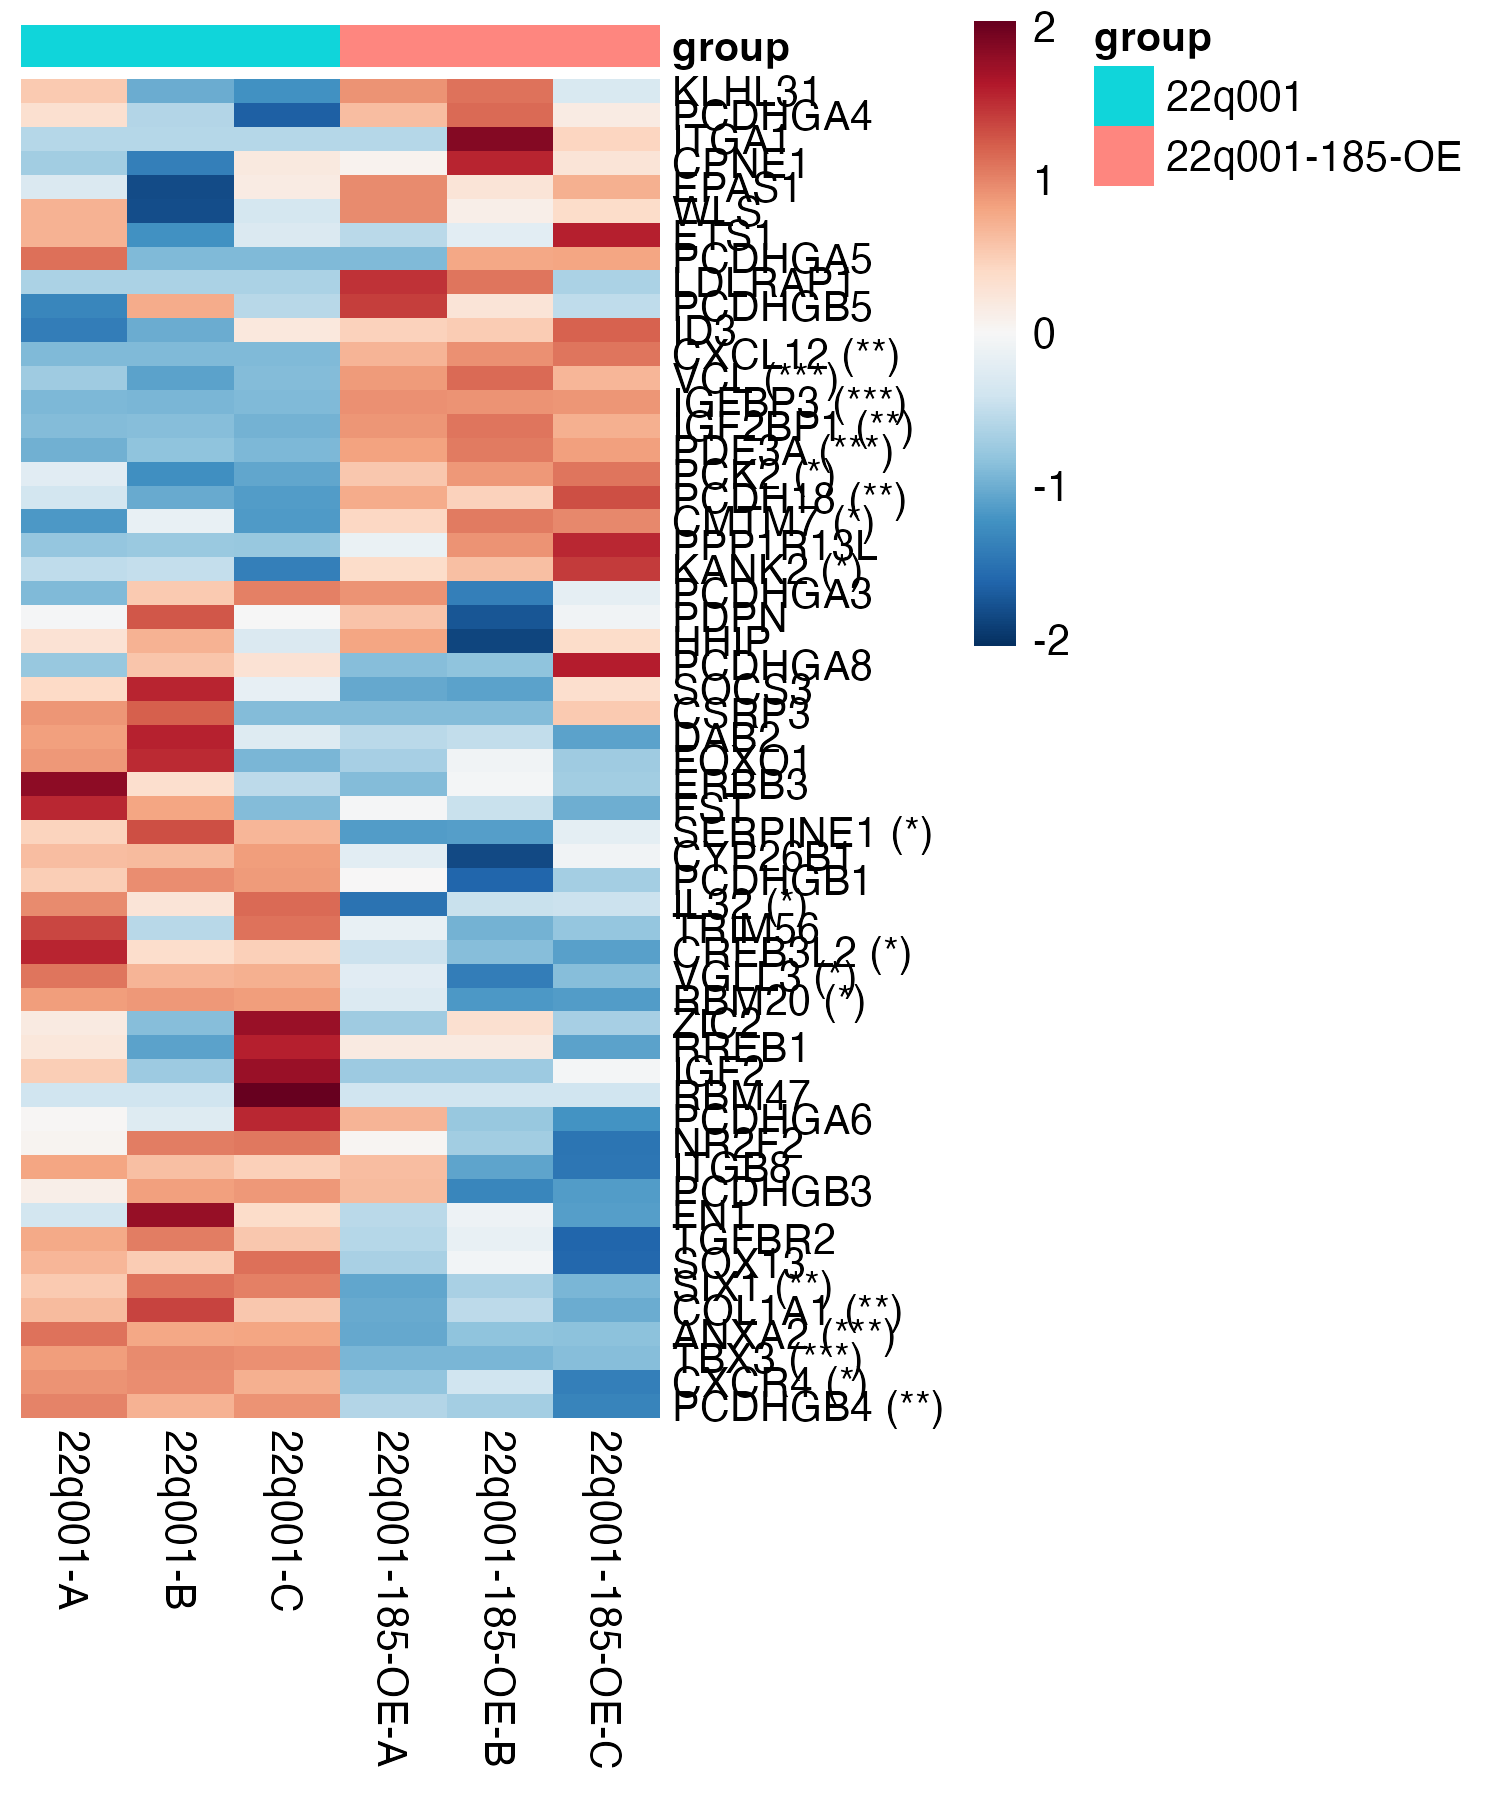 group
KLHL31
PCDHGA4
ITGA1
CPNE1
EPAS1
WLS
ETS1
PCDHGA5
LDLRAP1
PCDHGB5
ID3
CXCL12 (**)
VCL (***)
IGFBP3 (***)
IGF2BP1 (**)
PDE3A (***)
PCK2 (*)
PCDH18 (**)
CMTM7 (*)
PPP1R13L
KANK2 (*)
PCDHGA3
PDPN
HHIP
PCDHGA8
SOCS3
CSRP3
DAB2
FOXO1
ERBB3
FST
SERPINE1 (*)
CYP26B1
PCDHGB1
IL32 (*)
TRIM56
CREB3L2 (*)
VGLL3 (*)
RBM20 (*)
ZIC2
RREB1
IGF2
RBM47
PCDHGA6
NR2F2
ITGB8
PCDHGB3
EN1
TGFBR2
SOX13
SIX1 (**)
COL1A1 (**)
ANXA2 (***)
TBX3 (***)
CXCR4 (*)
PCDHGB4 (**)
22q001-A
22q001-B
22q001-C
22q001-185-OE-A
22q001-185-OE-B
22q001-185-OE-C
2
1
0
-1
-2
group
22q001
22q001-185-OE